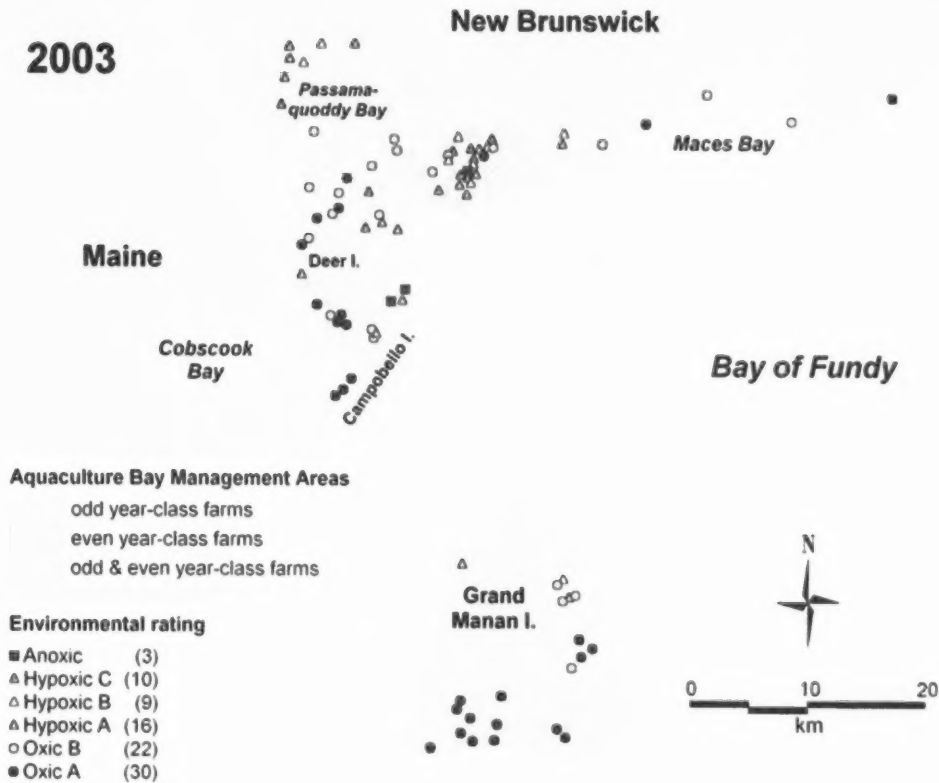 2003
New Brunswick
Passama-
quoddy Bay
Maces Bay
Maine
Deer I.
Cobscook
Bay
Campobello I.
Bay of Fundy
Aquaculture Bay Management Areas
odd year-class farms
even year-class farms
odd & even year-class farms
Grand
Manan I.
N
Environmental rating
Anoxic (3)
Hypoxic C (10)
Hypoxic B (9)
Hypoxic A (16)
Oxic B (22)
Oxic A (30)
0 10 20
km